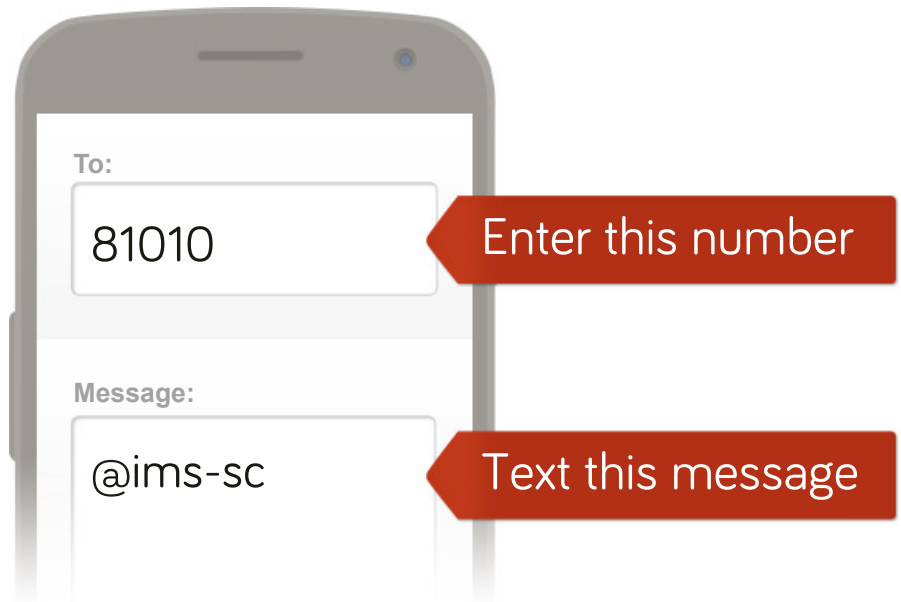 To:
81010
Enter this number
Message:
@ims-sc
Text this message